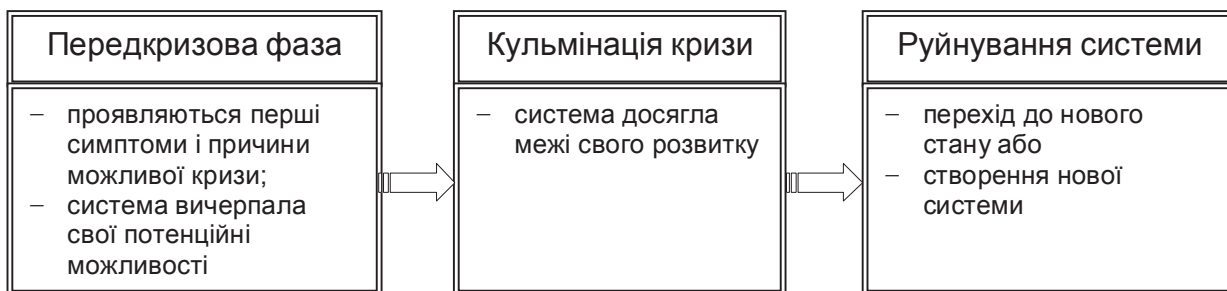 Передкризова фаза
− проявляються перші
симптоми і причини
можливої кризи;
− система вичерпала
свої потенційні
можливості
Кульмінація кризи
− система досягла
межі свого розвитку
Руйнування системи
− перехід до нового
стану або
− створення нової
системи